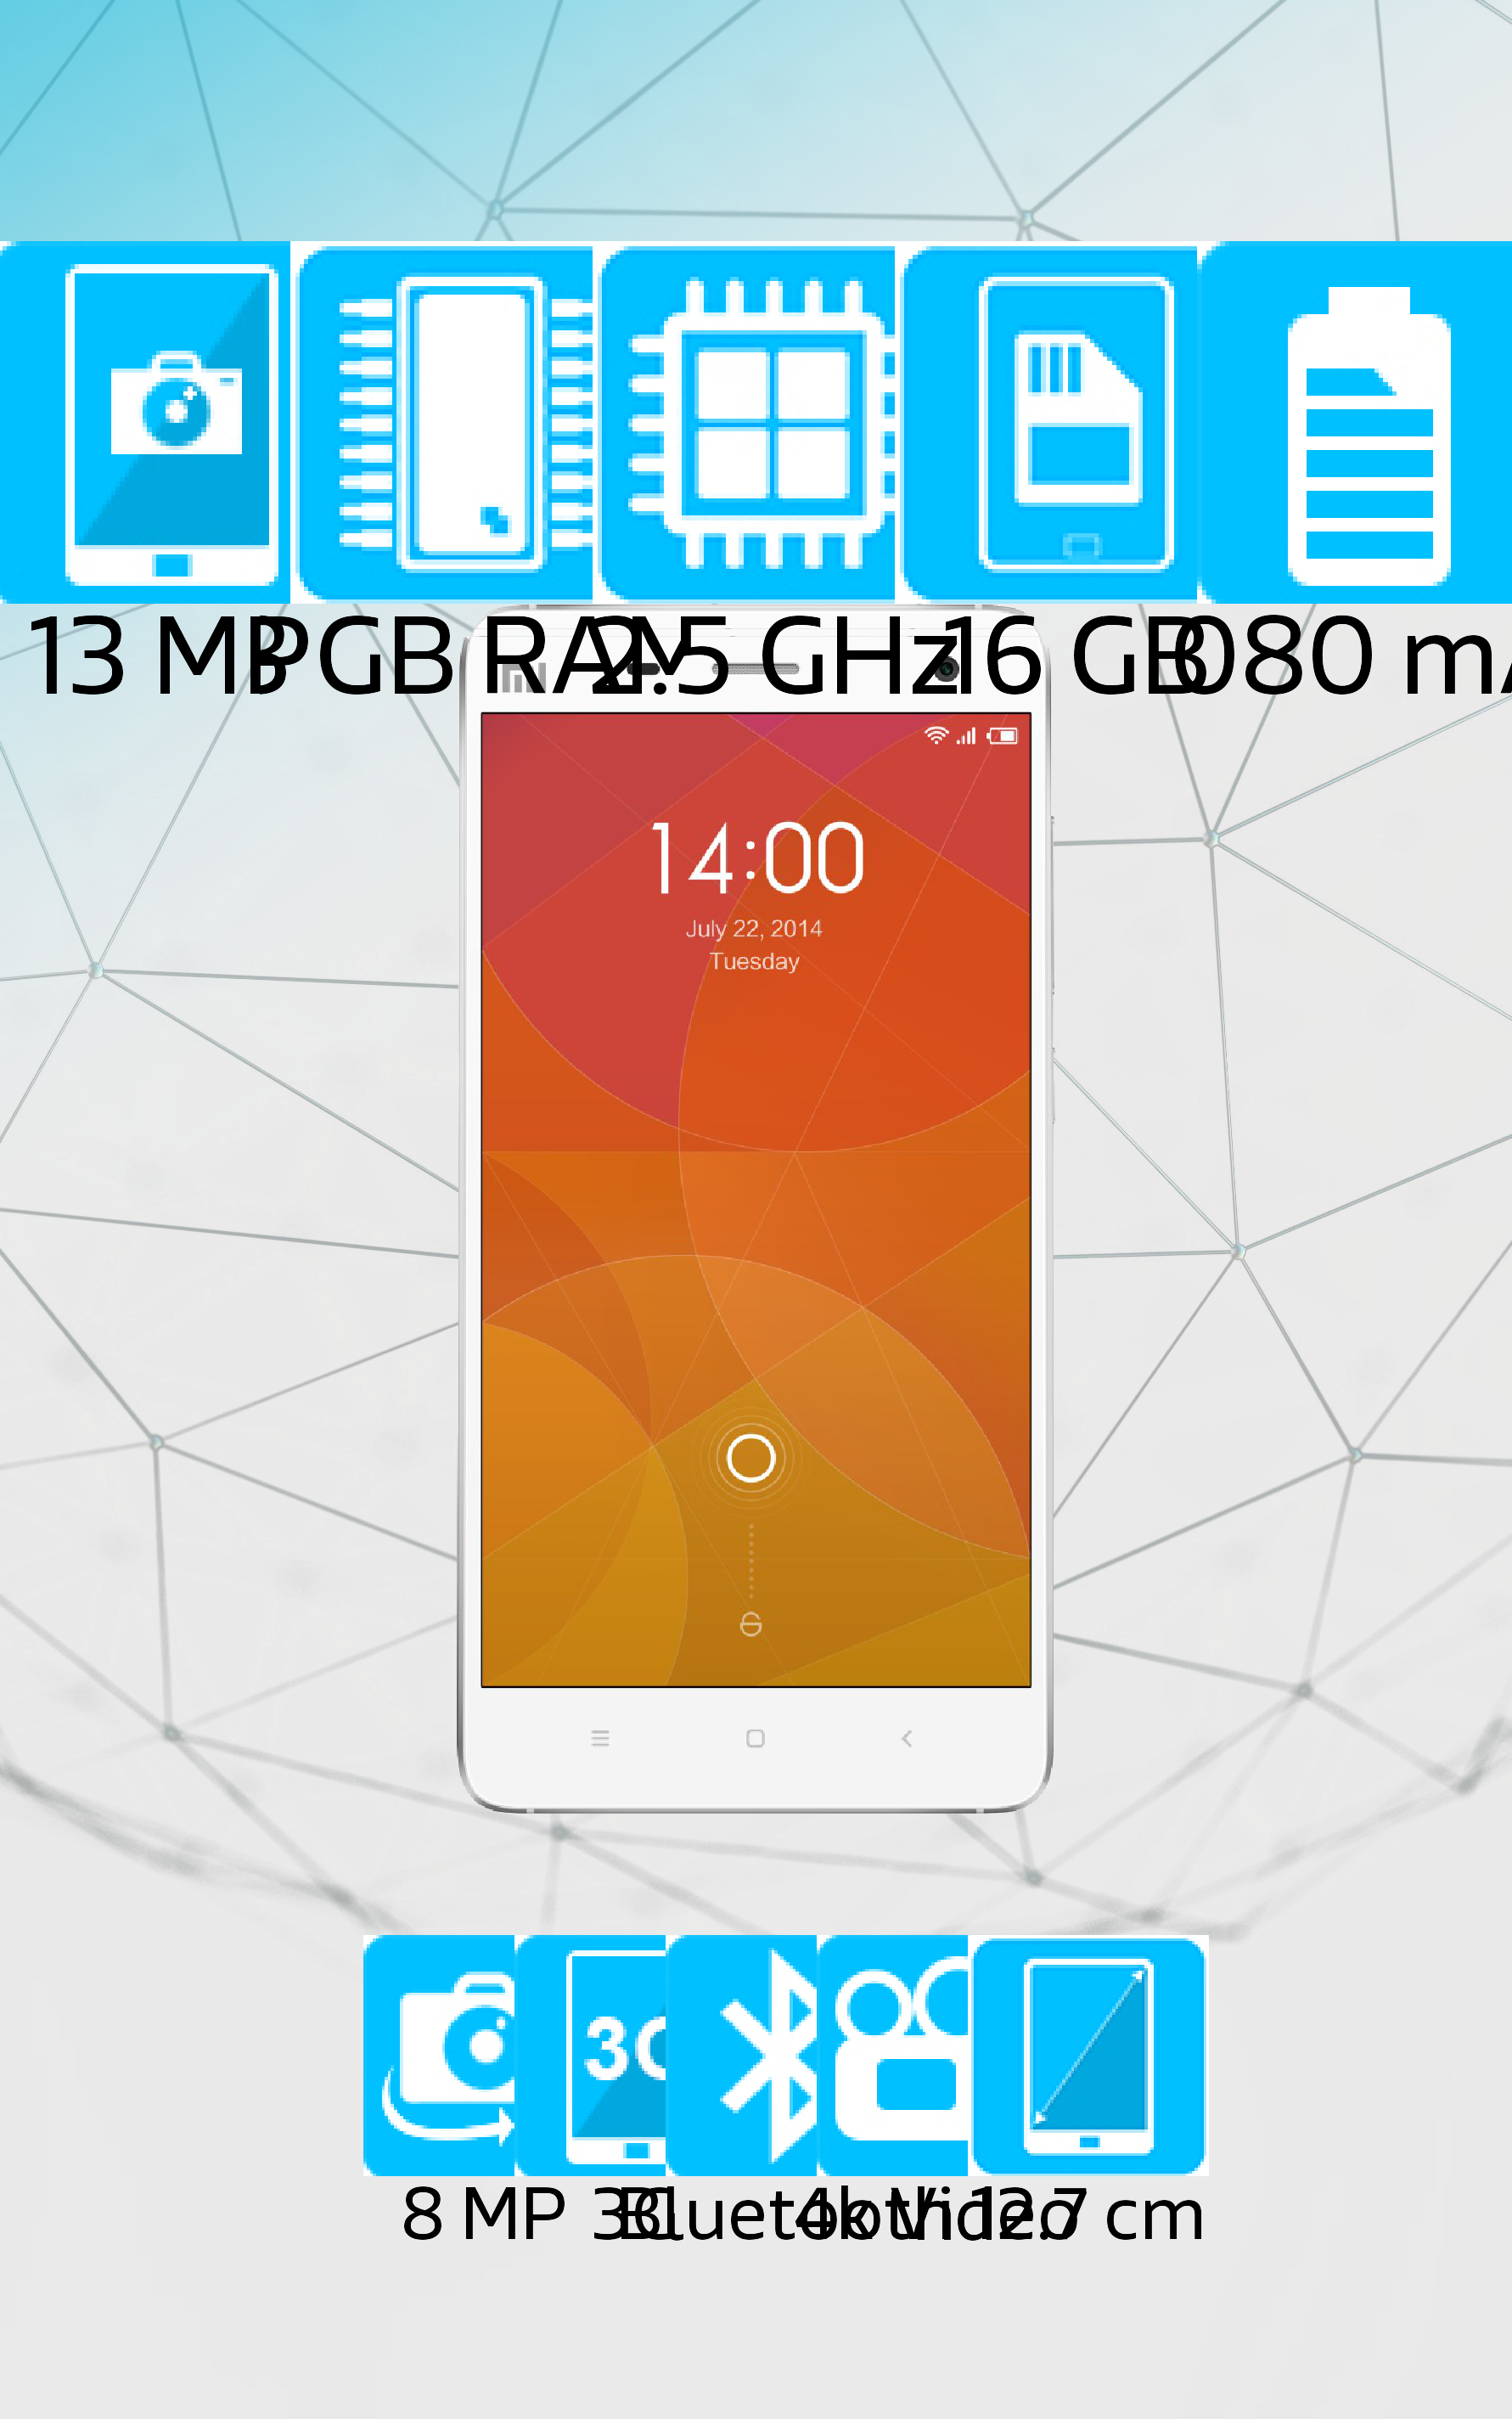 13 MP 3 GB RAM 2.5 GHz 16 GB 080 mA
14:00
July 22, 2014
Tuesday
3G
8 MP 3G Bluetooth 4k Video 12.7 cm